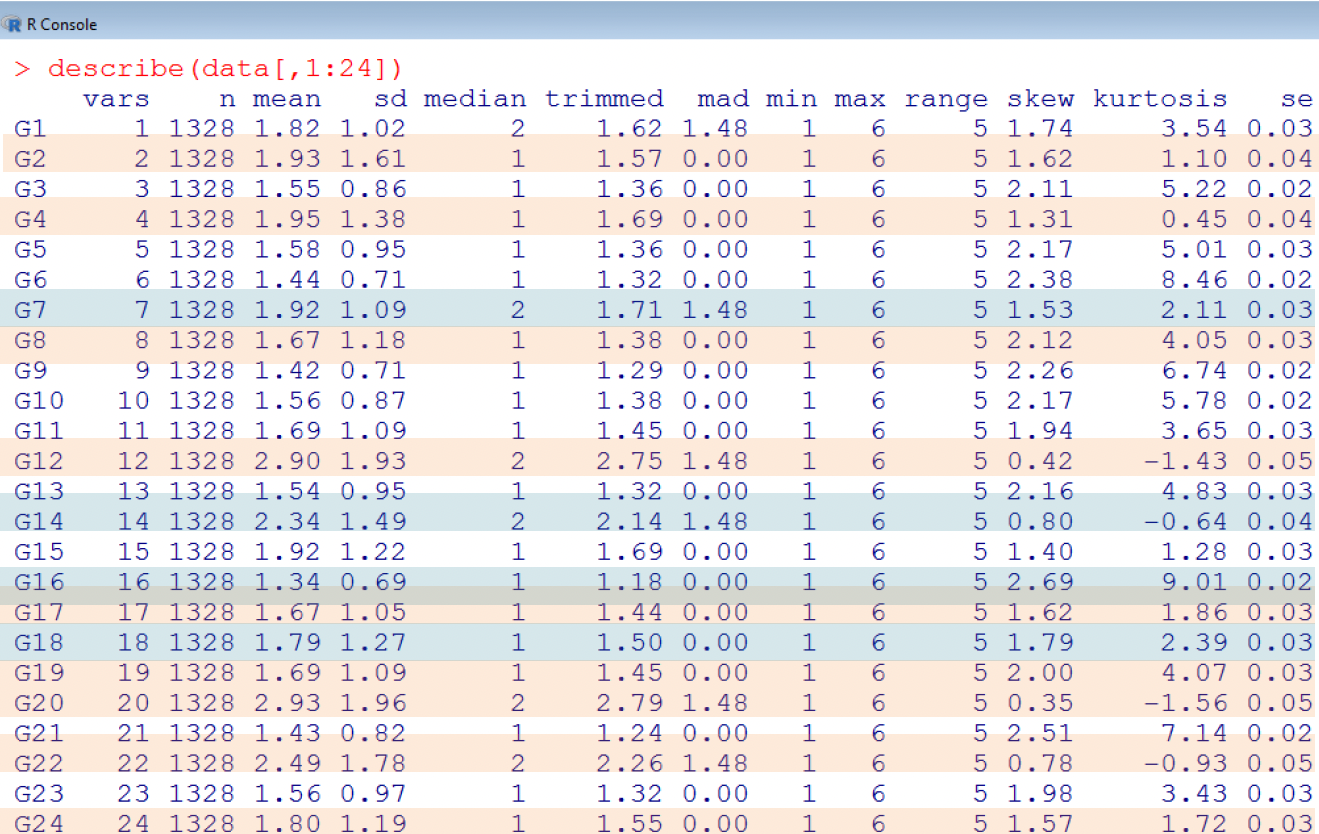 R Console
> describe(data[,1:24])
vars n mean sd median trimmed mad min max range skew kurtosis se
G1 1 1328 1.82 1.02 2 1.62 1.48 1 6 5 1.74 3.54 0.03
G2 2 1328 1.93 1.61 1 1.57 0.00 1 6 5 1.62 1.10 0.04
G3 3 1328 1.55 0.86 1 1.36 0.00 1 6 5 2.11 5.22 0.02
G4 4 1328 1.95 1.38 1 1.69 0.00 1 6 5 1.31 0.45 0.04
G5 5 1328 1.58 0.95 1 1.36 0.00 1 6 5 2.17 5.01 0.03
G6 6 1328 1.44 0.71 1 1.32 0.00 1 6 5 2.38 8.46 0.02
G7 7 1328 1.92 1.09 2 1.71 1.48 1 6 5 1.53 2.11 0.03
G8 8 1328 1.67 1.18 1 1.38 0.00 1 6 5 2.12 4.05 0.03
G9 9 1328 1.42 0.71 1 1.29 0.00 1 6 5 2.26 6.74 0.02
G10 10 1328 1.56 0.87 1 1.38 0.00 1 6 5 2.17 5.78 0.02
G11 11 1328 1.69 1.09 1 1.45 0.00 1 6 5 1.94 3.65 0.03
G12 12 1328 2.90 1.93 2 2.75 1.48 1 6 5 0.42 -1.43 0.05
G13 13 1328 1.54 0.95 1 1.32 0.00 1 6 5 2.16 4.83 0.03
G14 14 1328 2.34 1.49 2 2.14 1.48 1 6 5 0.80 -0.64 0.04
G15 15 1328 1.92 1.22 1 1.69 0.00 1 6 5 1.40 1.28 0.03
G16 16 1328 1.34 0.69 1 1.18 0.00 1 6 5 2.69 9.01 0.02
G17 17 1328 1.67 1.05 1 1.44 0.00 1 6 5 1.62 1.86 0.03
G18 18 1328 1.79 1.27 1 1.50 0.00 1 6 5 1.79 2.39 0.03
G19 19 1328 1.69 1.09 1 1.45 0.00 1 6 5 2.00 4.07 0.03
G20 20 1328 2.93 1.96 2 2.79 1.48 1 6 5 0.35 -1.56 0.05
G21 21 1328 1.43 0.82 1 1.24 0.00 1 6 5 2.51 7.14 0.02
G22 22 1328 2.49 1.78 2 2.26 1.48 1 6 5 0.78 -0.93 0.05
G23 23 1328 1.56 0.97 1 1.32 0.00 1 6 5 1.98 3.43 0.03
G24 24 1328 1.80 1.19 1 1.55 0.00 1 6 5 1.57 1.72 0.03